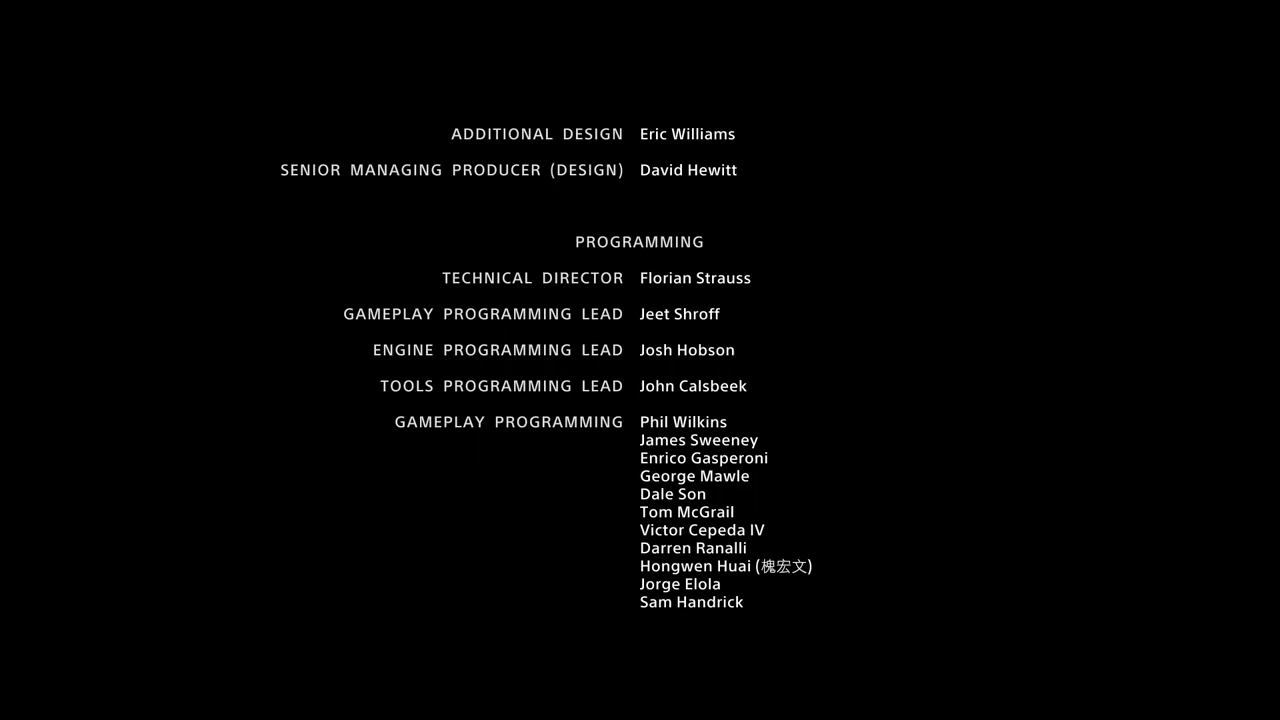 ADDITIONAL DESIGN Eric Williams
SENIOR MANAGING PRODUCER (DESIGN) David Hewitt
PROGRAMMING
TECHNICAL DIRECTOR Florian Strauss
GAMEPLAY PROGRAMMING LEAD Jeet Shroff
ENGINE PROGRAMMING LEAD Josh Hobson
TOOLS PROGRAMMING LEAD John Calsbeek
GAMEPLAY PROGRAMMING Phil Wilkins
James Sweeney
Enrico Gasperoni
George Mawle
Dale Son
Tom McGrail
Victor Cepeda IV
Darren Ranalli
Hongwen Huai (槐宏文)
Jorge Elola
Sam Handrick